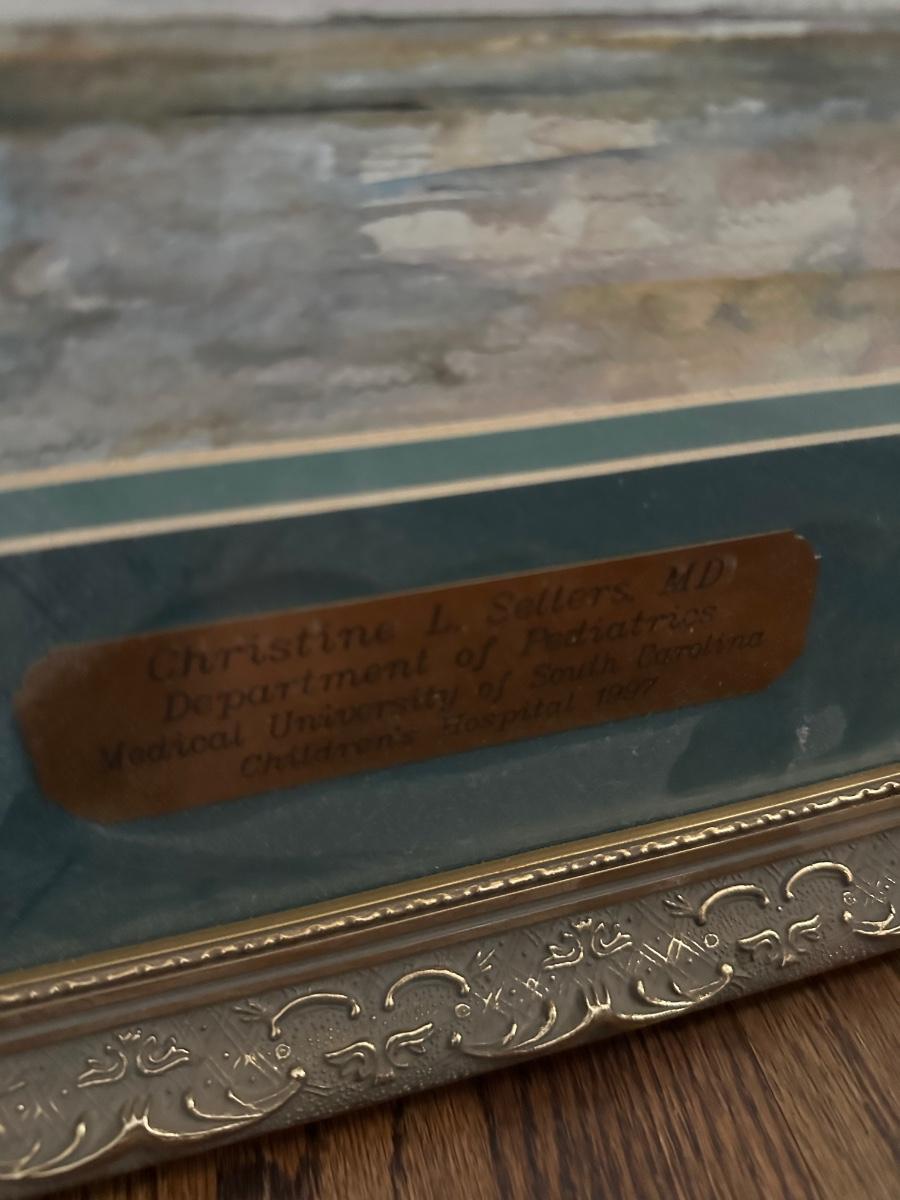 Christine L. Sellers, MD
Department of Pediatrics
Medical University of South Carolina
Children's Hospital 1997